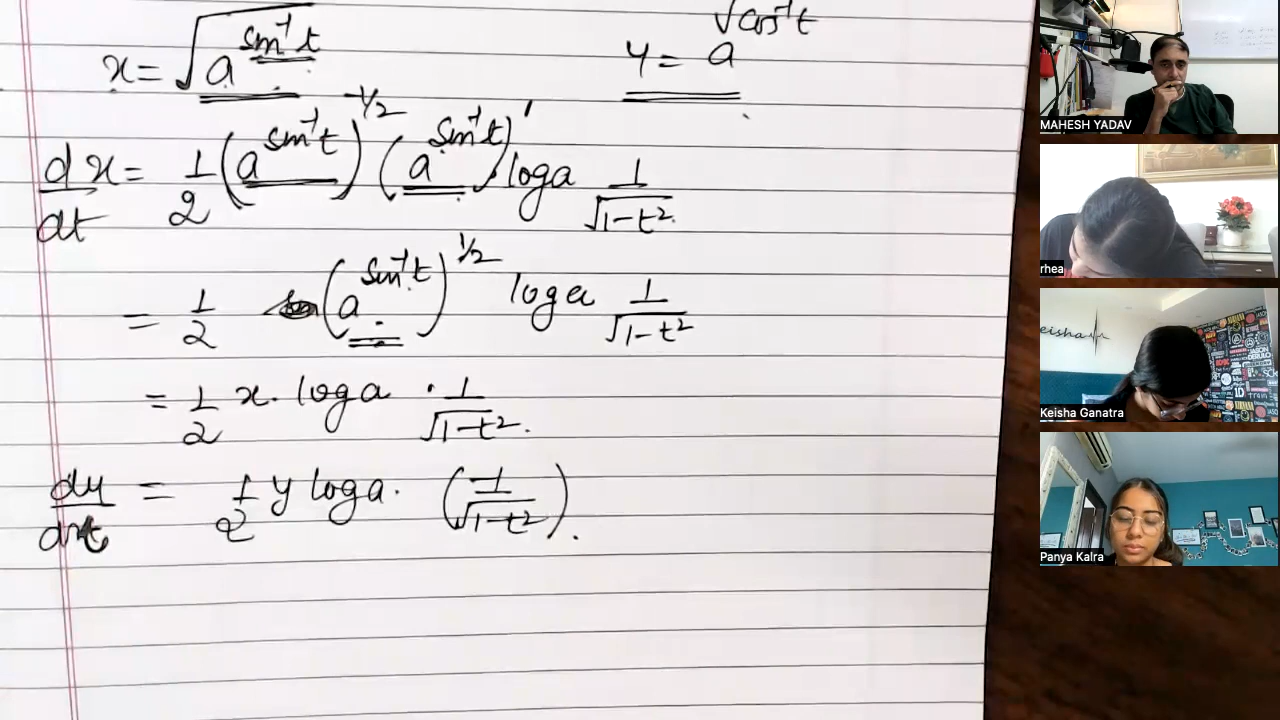 x = √a^sin⁻¹t    y = a^√cos⁻¹t
dx/dt = 1/2 (a^sin⁻¹t)^-1/2 (a^sin⁻¹t)' log a 1/√1-t².
= 1/2 (a^sin⁻¹t)^1/2 log a 1/√1-t²
= 1/2 x. log a · 1/√1-t².
dy/dt = 1/2 y log a. (-1/√1-t²).
MAHESH YADAV
rhea
eisha
Keisha Ganatra
Panya Kalra